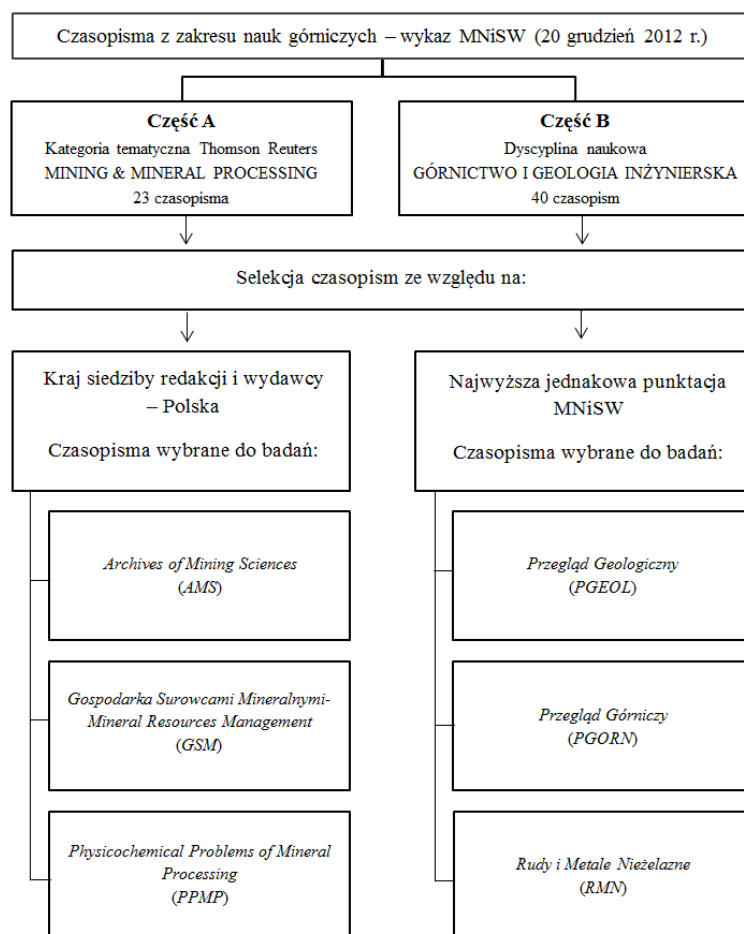 Czasopisma z zakresu nauk górniczych – wykaz MNiSW (20 grudzień 2012 r.)
Część A
Kategoria tematyczna Thomson Reuters
MINING & MINERAL PROCESSING
23 czasopisma
Część B
Dyscyplina naukowa
GÓRNICTWO I GEOLOGIA INŻYNIERSKA
40 czasopism
Selekcja czasopism ze względu na:
Kraj siedziby redakcji i wydawcy
– Polska
Czasopisma wybrane do badań:
Najwyższa jednakowa punktacja
MNiSW
Czasopisma wybrane do badań:
Archives of Mining Sciences
(AMS)
Gospodarka Surowcami Mineralnymi-
Mineral Resources Management
(GSM)
Physicochemical Problems of Mineral
Processing
(PPMP)
Przegląd Geologiczny
(PGEOL)
Przegląd Górniczy
(PGORN)
Rudy i Metale Nieżelazne
(RMN)